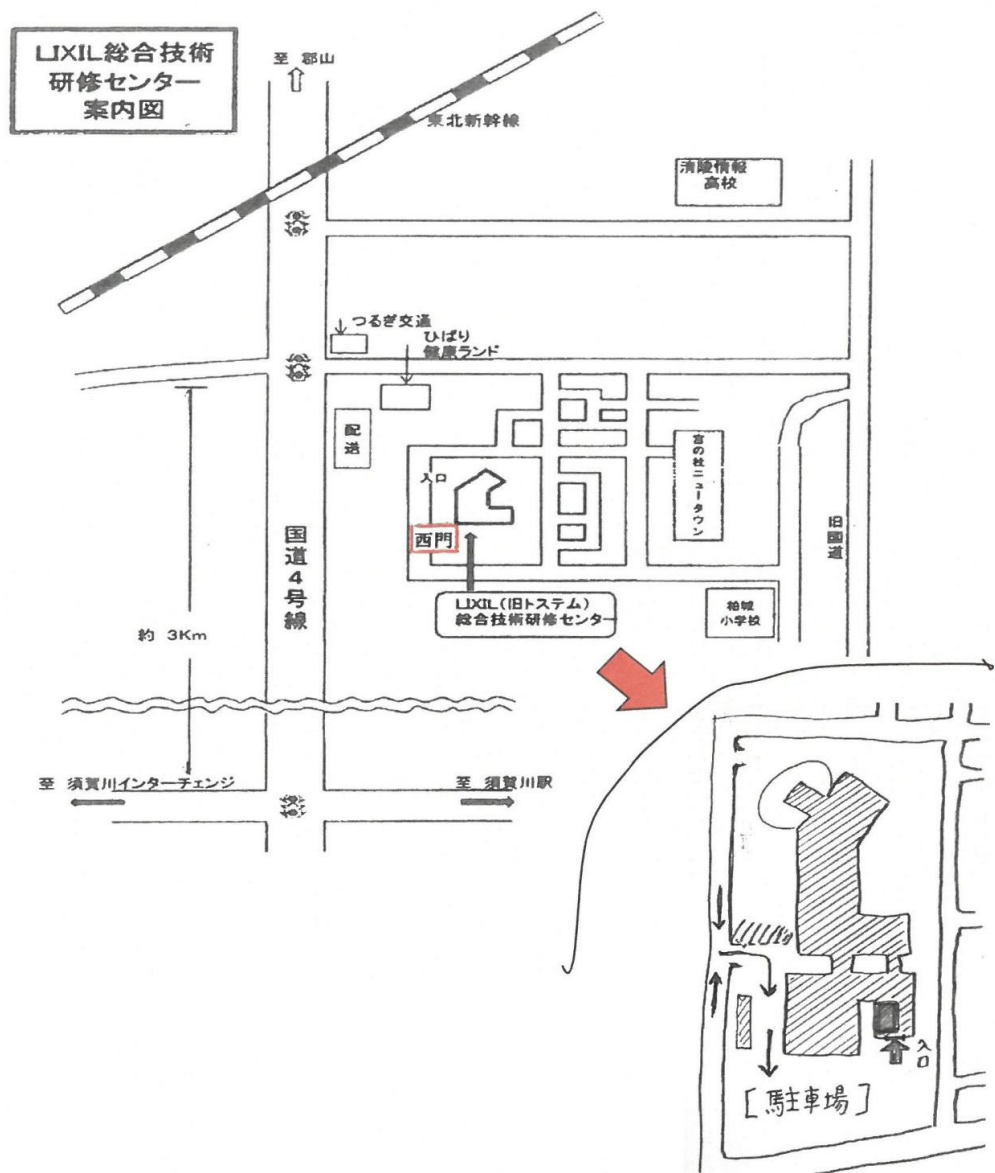 LIXIL総合技術
研修センター
案内図
至 郡山
東北新幹線
清陵情報
高校
つるぎ交通
ひばり
健康ランド
配送
入口
西門
宮の杜ニュータウン
旧国道
国道4号線
LIXIL(旧トステム)
総合技術研修センター
柏城
小学校
約 3Km
至 須賀川インターチェンジ
至 須賀川駅
入口
[駐車場]